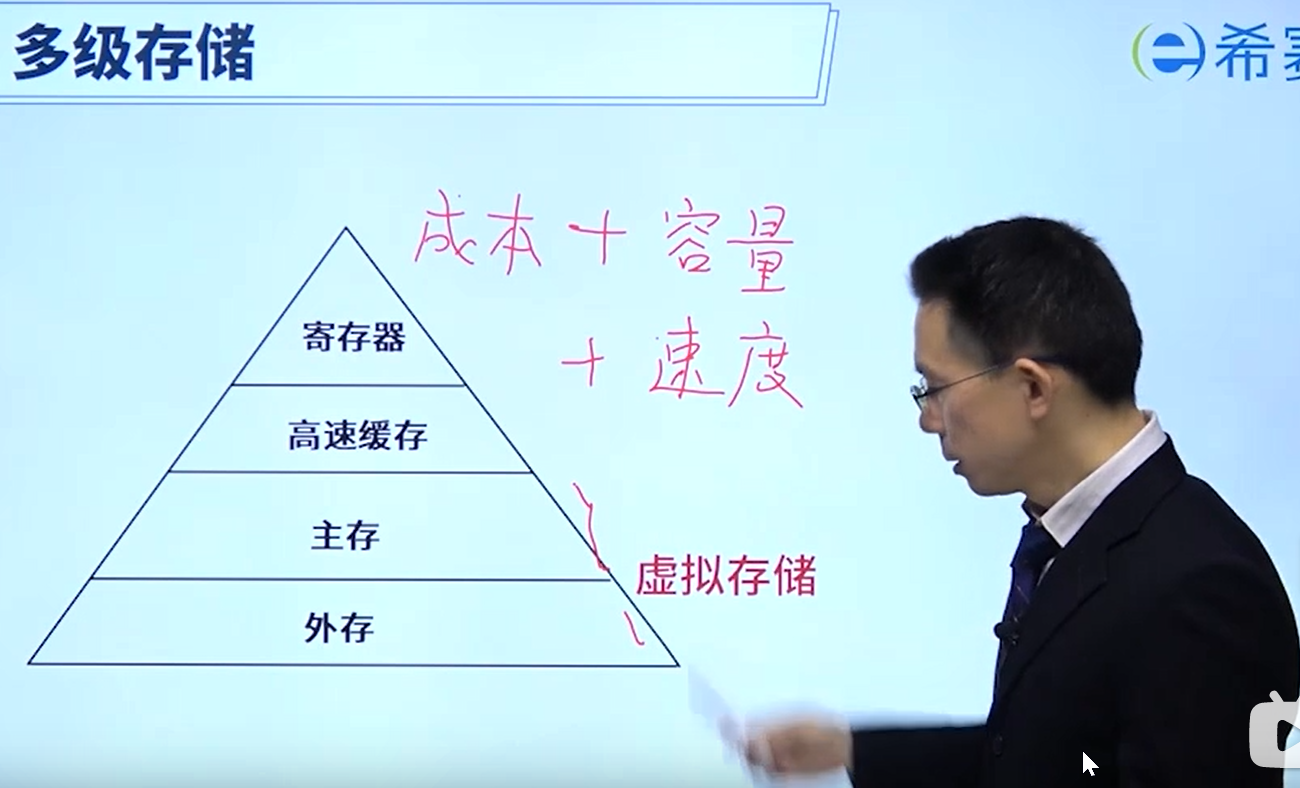 多级存储
希赛
成本 + 容量
+ 速度
寄存器
高速缓存
主存
虚拟存储
外存